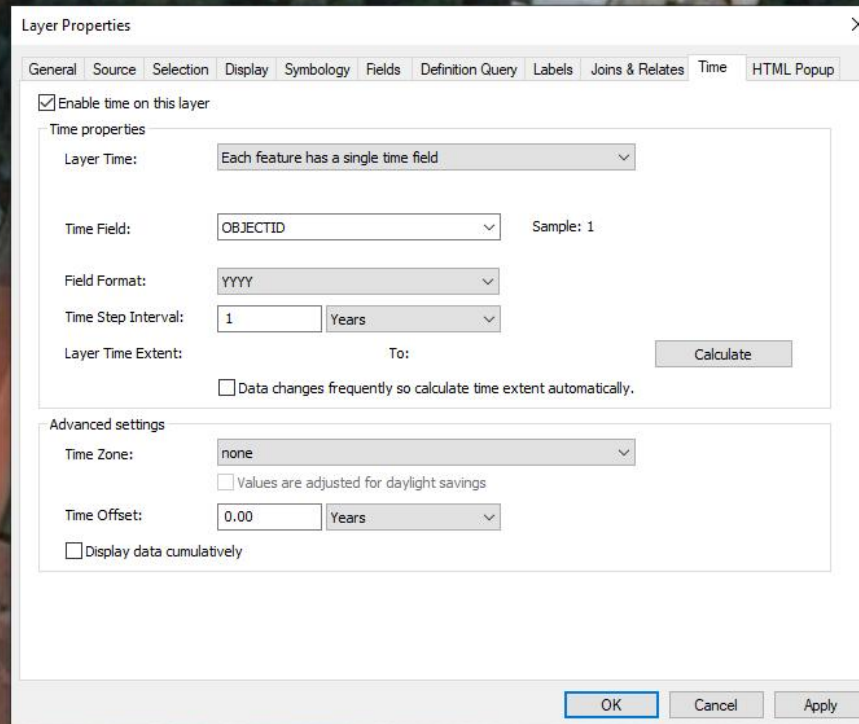 Layer Properties
General Source Selection Display Symbology Fields Definition Query Labels Joins & Relates Time HTML Popup
Enable time on this layer
Time properties
Layer Time: Each feature has a single time field
Time Field: OBJECTID Sample: 1
Field Format: YYYY
Time Step Interval: 1 Years
Layer Time Extent: To: Calculate
Data changes frequently so calculate time extent automatically.
Advanced settings
Time Zone: none
Values are adjusted for daylight savings
Time Offset: 0.00 Years
Display data cumulatively
OK Cancel Apply